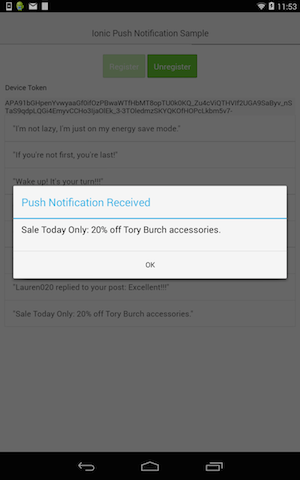 11:53
Ionic Push Notification Sample
Register
Unregister
Device Token
"I'm not lazy, I'm just on my energy save mode."
"If you're not first, you're last!"
"Wake up! It's your turn!!!"
Push Notification Received
Sale Today Only: 20% off Tory Burch accessories.
OK
"Lauren020 replied to your post: Excellent!!!"
"Sale Today Only: 20% off Tory Burch accessories."